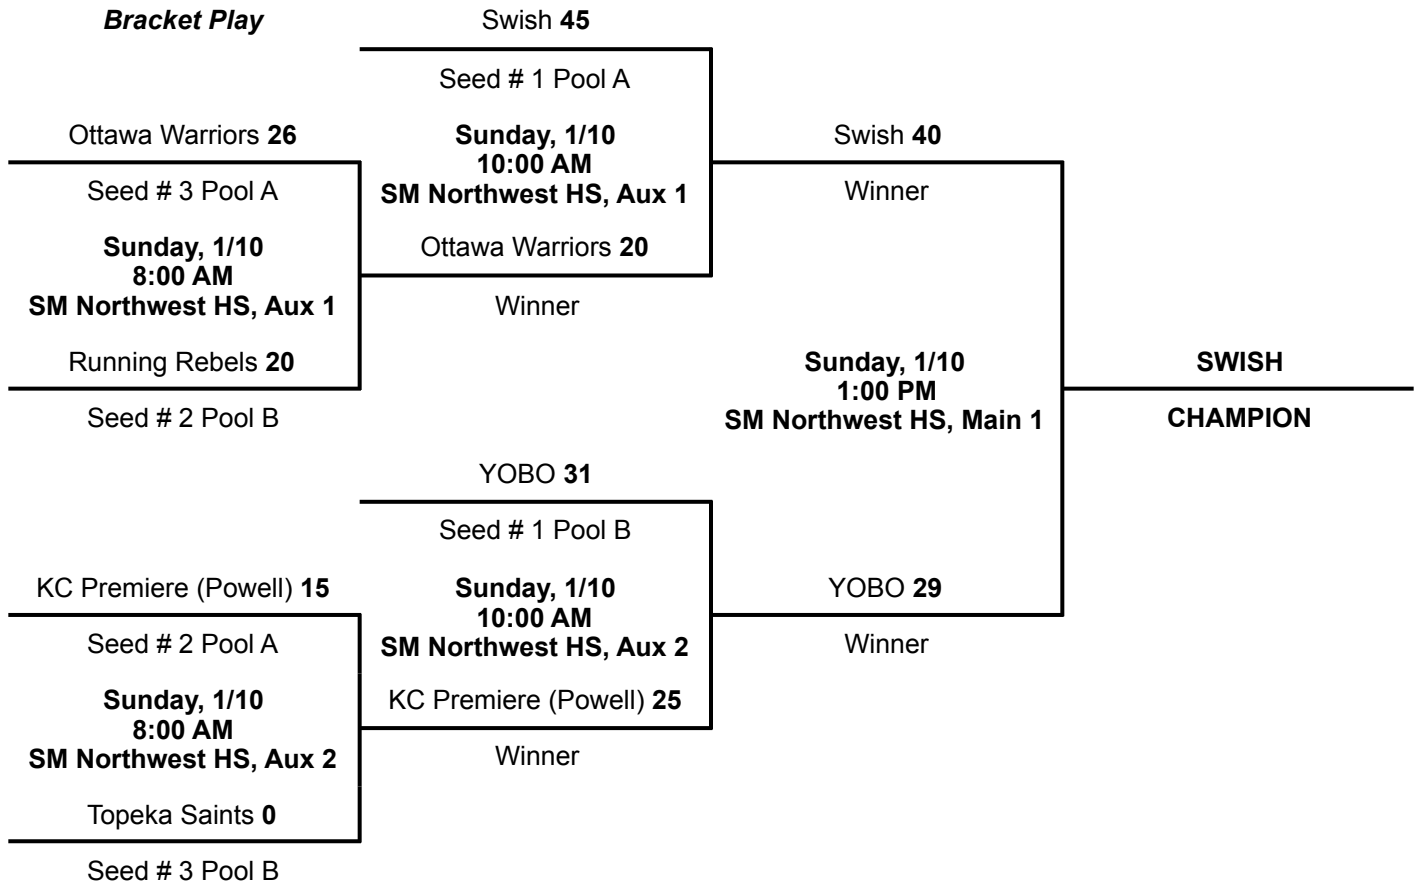 Bracket Play
Swish 45
Seed # 1 Pool A
Ottawa Warriors 26
Seed # 3 Pool A
Sunday, 1/10
10:00 AM
SM Northwest HS, Aux 1
Swish 40
Winner
Sunday, 1/10
8:00 AM
SM Northwest HS, Aux 1
Ottawa Warriors 20
Winner
Running Rebels 20
Seed # 2 Pool B
Sunday, 1/10
1:00 PM
SM Northwest HS, Main 1
SWISH
CHAMPION
YOBO 31
Seed # 1 Pool B
KC Premiere (Powell) 15
Seed # 2 Pool A
Sunday, 1/10
10:00 AM
SM Northwest HS, Aux 2
YOBO 29
Winner
Sunday, 1/10
8:00 AM
SM Northwest HS, Aux 2
KC Premiere (Powell) 25
Winner
Topeka Saints 0
Seed # 3 Pool B